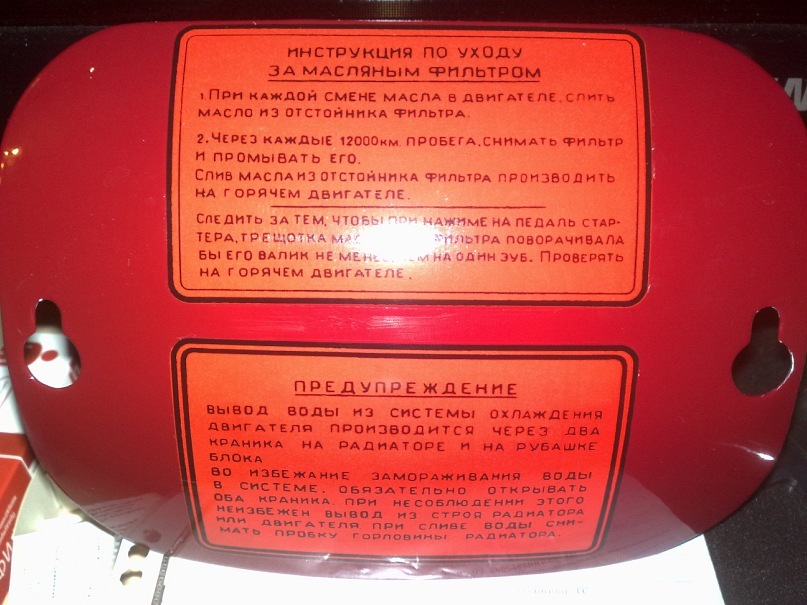 ИНСТРУКЦИЯ ПО УХОДУ
ЗА МАСЛЯНЫМ ФИЛЬТРОМ
1. ПРИ КАЖДОЙ СМЕНЕ МАСЛА В ДВИГАТЕЛЕ, СЛИТЬ
МАСЛО ИЗ ОТСТОЙНИКА ФИЛЬТРА.
2. ЧЕРЕЗ КАЖДЫЕ 12000КМ. ПРОБЕГА, СНИМАТЬ ФИЛЬТР
И ПРОМЫВАТЬ ЕГО.
СЛИВ МАСЛА ИЗ ОТСТОЙНИКА ФИЛЬТРА ПРОИЗВОДИТЬ
НА ГОРЯЧЕМ ДВИГАТЕЛЕ.
СЛЕДИТЬ ЗА ТЕМ, ЧТОБЫ ПРИ НАЖИМЕ НА ПЕДАЛЬ СТАР-
ТЕРА, ТРЕЩОТКА ФИЛЬТРА ПОВОРАЧИВАЛА
БЫ ЕГО ВАЛИК НЕ МЕНЕЕ ЧЕМ НА ОДИН ЗУБ. ПРОВЕРЯТЬ
НА ГОРЯЧЕМ ДВИГАТЕЛЕ.
ПРЕДУПРЕЖДЕНИЕ
ВЫВОД ВОДЫ ИЗ СИСТЕМЫ ОХЛАЖДЕНИЯ
ДВИГАТЕЛЯ ПРОИЗВОДИТСЯ ЧЕРЕЗ ДВА
КРАНИКА НА РАДИАТОРЕ И НА РУБАШКЕ
БЛОКА
ВО ИЗБЕЖАНИЕ ЗАМОРАЖИВАНИЯ ВОДЫ
В СИСТЕМЕ, ОБЯЗАТЕЛЬНО ОТКРЫВАТЬ
ОБА КРАНИКА. ПРИ НЕСОБЛЮДЕНИИ ЭТОГО
НЕИЗБЕЖЕН ВЫВОД ИЗ СТРОЯ РАДИАТОРА
ИЛИ ДВИГАТЕЛЯ. ПРИ СЛИВЕ ВОДЫ СНИ-
МАТЬ ПРОБКУ ГОРЛОВИНЫ РАДИАТОРА.